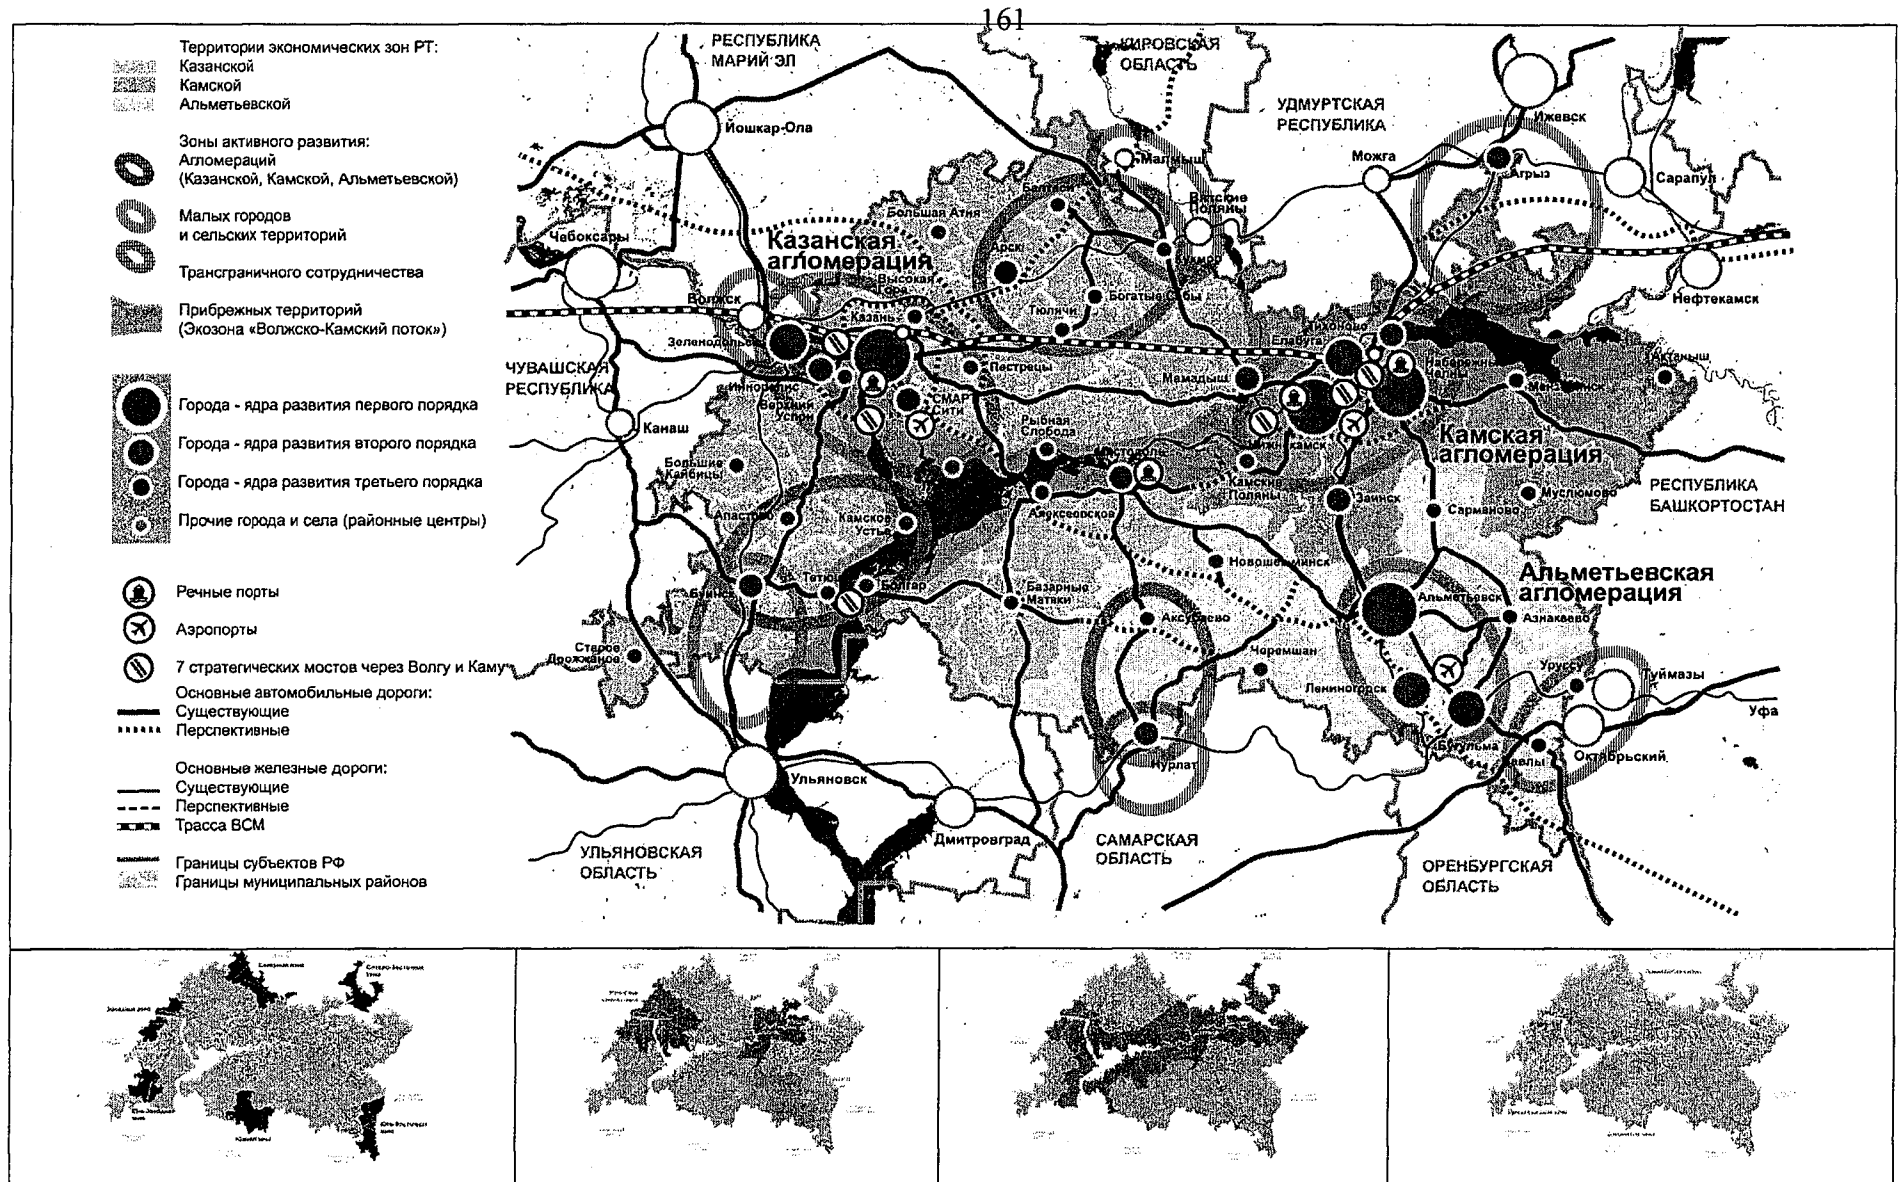 161
Территории экономических зон РТ:
Казанской
Камской
Альметьевской
Зоны активного развития:
Агломераций
(Казанской, Камской, Альметьевской)
Малых городов
и сельских территорий
Трансграничного сотрудничества
Прибрежных территорий
(Экозона «Волжско-Камский поток»)
Города - ядра развития первого порядка
Города - ядра развития второго порядка
Города - ядра развития третьего порядка
Прочие города и села (районные центры)
Речные порты
Аэропорты
7 стратегических мостов через Волгу и Каму
Основные автомобильные дороги:
Существующие
Перспективные
Основные железные дороги:
Существующие
Перспективные
Трасса ВСМ
Границы субъектов РФ
Границы муниципальных районов
РЕСПУБЛИКА
МАРИЙ ЭЛ
КИРОВСКАЯ
ОБЛАСТЬ
УДМУРТСКАЯ
РЕСПУБЛИКА
Ижевск
Йошкар-Ола
Малмыж
Можга
Агрыз
Сарапул
Балтаси
Вятские
Поляны
Большая Атня
Чебоксары
Казанская
агломерация
Арск
Кукмор
Высокая
Гора
Нефтекамск
Волжск
Богатые Сабы
Казань
Тюлячи
Зеленодольск
Тихоново
Елабуга
ЧУВАШСКАЯ
РЕСПУБЛИКА
Пестрецы
Мамадыш
Набережные
Челны
Актаныш
Мензелинск
Иннополис
Верхний
Услон
СМАРТ
Сити
Канаш
Рыбная
Слобода
Чистополь
Нижнекамск
Камская
агломерация
Большие
Кайбицы
Камские
Поляны
Заинск
Муслюмово
РЕСПУБЛИКА
БАШКОРТОСТАН
Апастово
Камское
Устье
Алексеевское
Сарманово
Новошешминск
Альметьевская
агломерация
Буинск
Тетюши
Болгар
Базарные
Матаки
Альметьевск
Аксубаево
Азнакаево
Старое
Дрожжаное
Черемшан
Лениногорск
Уруссу
Туймазы
Уфа
Бугульма
Октябрьский
Нурлат
Бавлы
Ульяновск
Дмитровград
УЛЬЯНОВСКАЯ
ОБЛАСТЬ
САМАРСКАЯ
ОБЛАСТЬ
ОРЕНБУРГСКАЯ
ОБЛАСТЬ